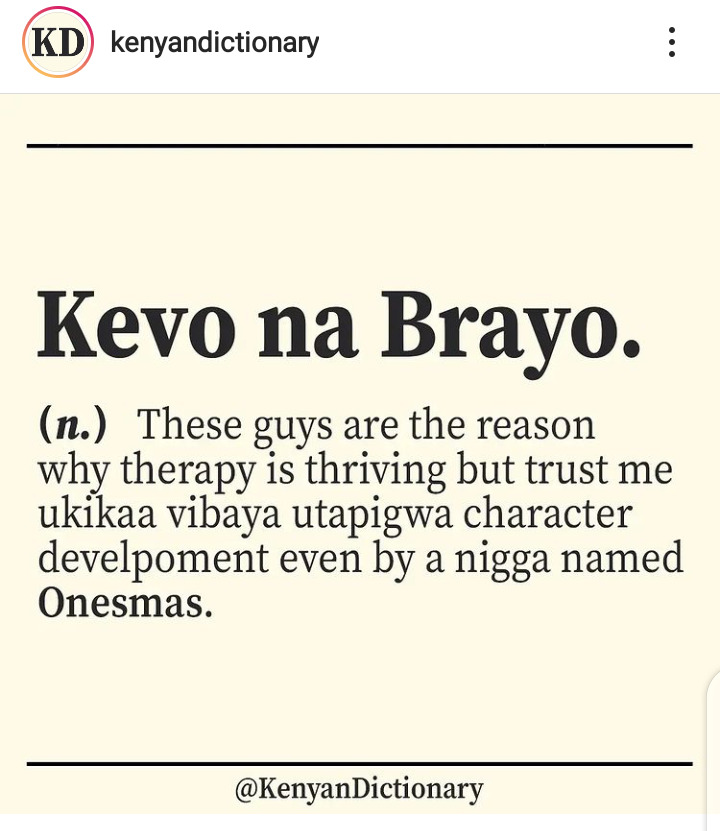 KD kenyandictionary
Kevo na Brayo.
(n.) These guys are the reason
why therapy is thriving but trust me
ukikaa vibaya utapigwa character
develpoment even by a nigga named
Onesmas.
@KenyanDictionary